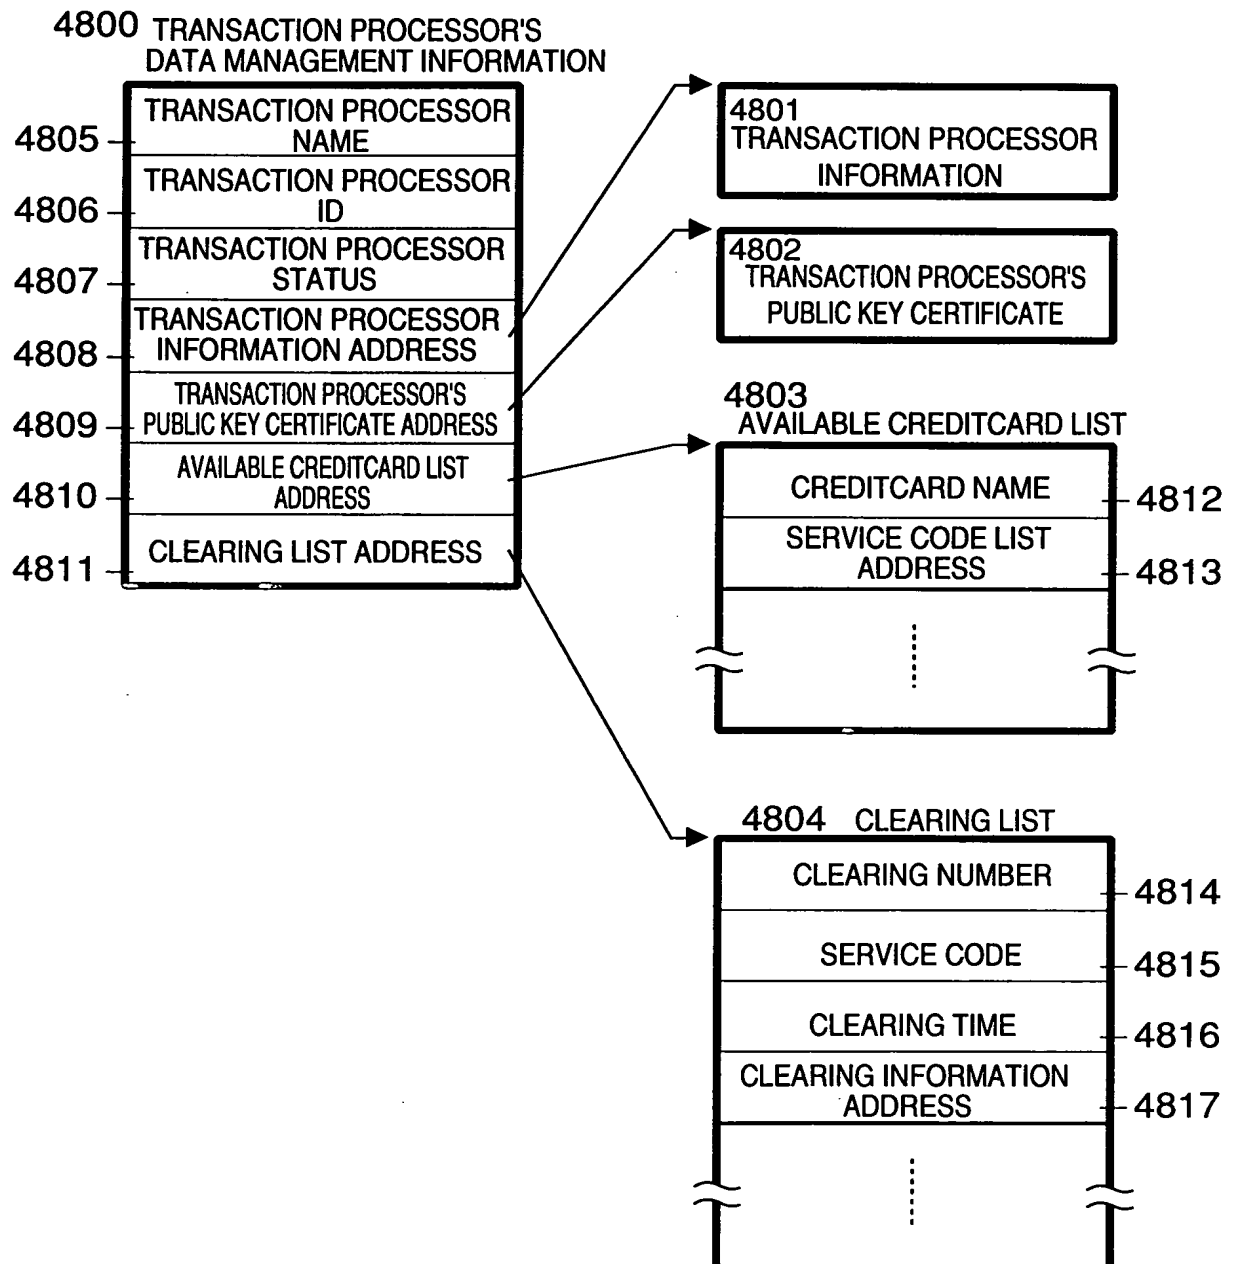 4800 TRANSACTION PROCESSOR'S
DATA MANAGEMENT INFORMATION
TRANSACTION PROCESSOR
NAME
4805
TRANSACTION PROCESSOR
ID
4806
TRANSACTION PROCESSOR
STATUS
4807
TRANSACTION PROCESSOR
INFORMATION ADDRESS
4808
TRANSACTION PROCESSOR'S
PUBLIC KEY CERTIFICATE ADDRESS
4809
AVAILABLE CREDITCARD LIST
ADDRESS
4810
CLEARING LIST ADDRESS
4811
4801
TRANSACTION PROCESSOR
INFORMATION
4802
TRANSACTION PROCESSOR'S
PUBLIC KEY CERTIFICATE
4803
AVAILABLE CREDITCARD LIST
CREDITCARD NAME
4812
SERVICE CODE LIST
ADDRESS
4813
4804 CLEARING LIST
CLEARING NUMBER
4814
SERVICE CODE
4815
CLEARING TIME
4816
CLEARING INFORMATION
ADDRESS
4817